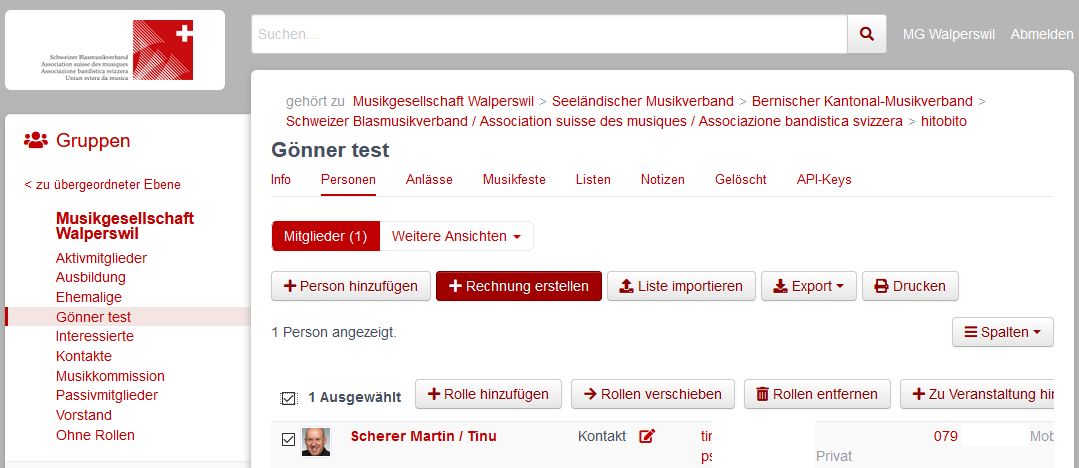 Schweizer Blasmusikverband
Association suisse des musiques
Associazione bandistica svizzera
Uniun svizra da musica
Suchen...
MG Walperswil Abmelden
Gruppen
< zu übergeordneter Ebene
Musikgesellschaft
Walperswil
Aktivmitglieder
Ausbildung
Ehemalige
Gönner test
Interessierte
Kontakte
Musikkommission
Passivmitglieder
Vorstand
Ohne Rollen
gehört zu Musikgesellschaft Walperswil > Seeländischer Musikverband > Bernischer Kantonal-Musikverband >
Schweizer Blasmusikverband / Association suisse des musiques / Associazione bandistica svizzera > hitobito
Gönner test
Info Personen Anlässe Musikfeste Listen Notizen Gelöscht API-Keys
Mitglieder (1) Weitere Ansichten
+ Person hinzufügen + Rechnung erstellen Liste importieren Export Drucken
1 Person angezeigt.
Spalten
1 Ausgewählt + Rolle hinzufügen Rollen verschieben Rollen entfernen + Zu Veranstaltung hin
Scherer Martin / Tinu Kontakt 079 Mob
Privat